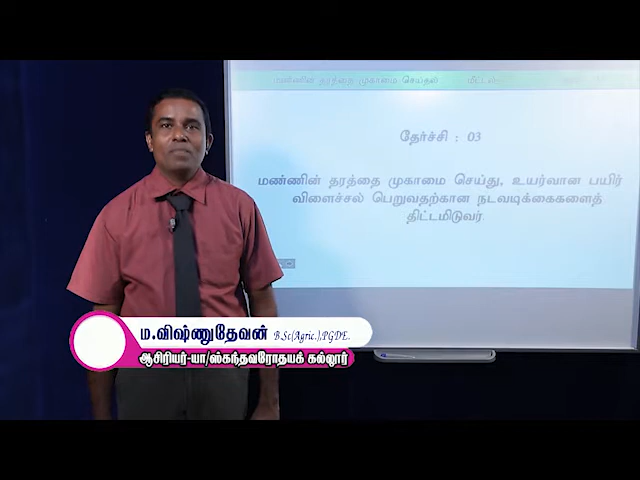 மண்ணின் தரத்தை முகாமை செய்தல்
தேர்ச்சி : 03
மண்ணின் தரத்தை முகாமை செய்து, உயர்வான பயிர்
விளைச்சல் பெறுவதற்கான நடவடிக்கைகளைத்
திட்டமிடுவர்
ம.விஷ்ணுதேவன் B.Sc(Agric.),PGDE.
ஆசிரியர்-யா/ஸ்கந்தவரோதயக் கல்லூரி